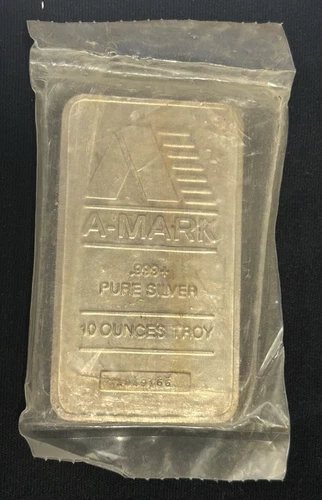 A-MARK
.999+
PURE SILVER
10 OUNCES TROY